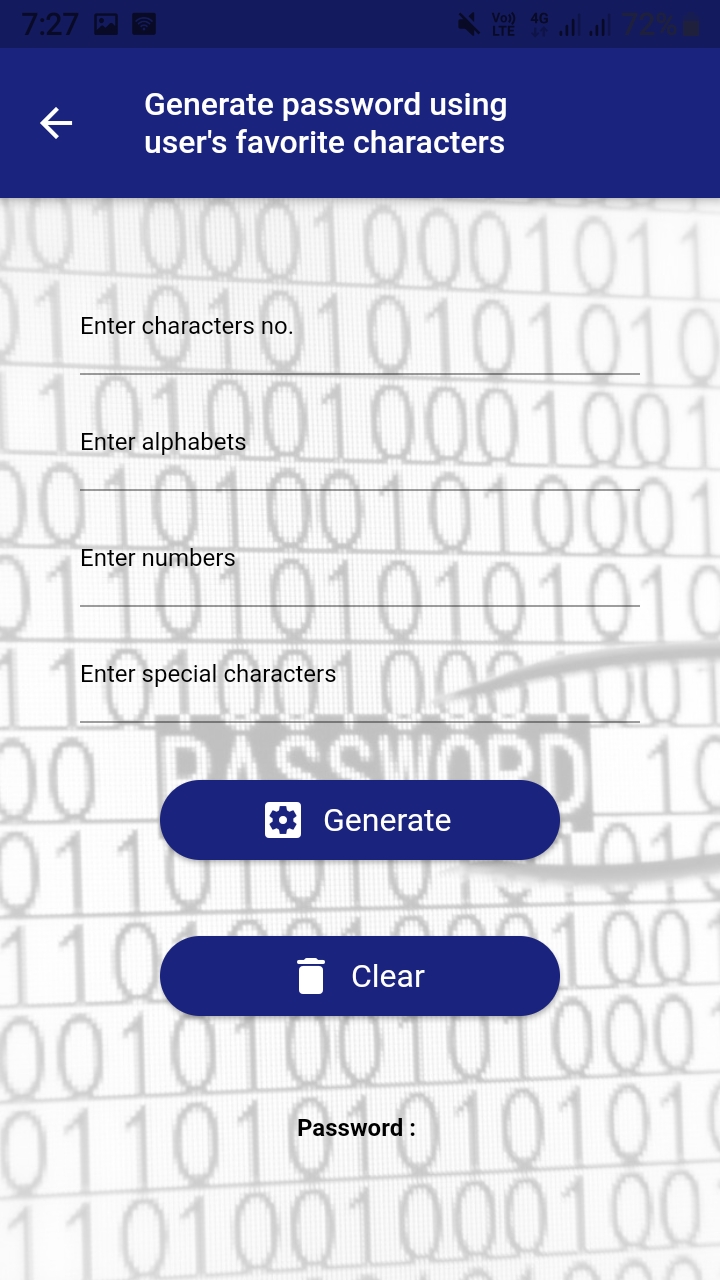 7:27 Vo)) LTE 4G 72%
Generate password using
user's favorite characters
Enter characters no.
Enter alphabets
Enter numbers
Enter special characters
PASSWORD
Generate
Clear
Password :